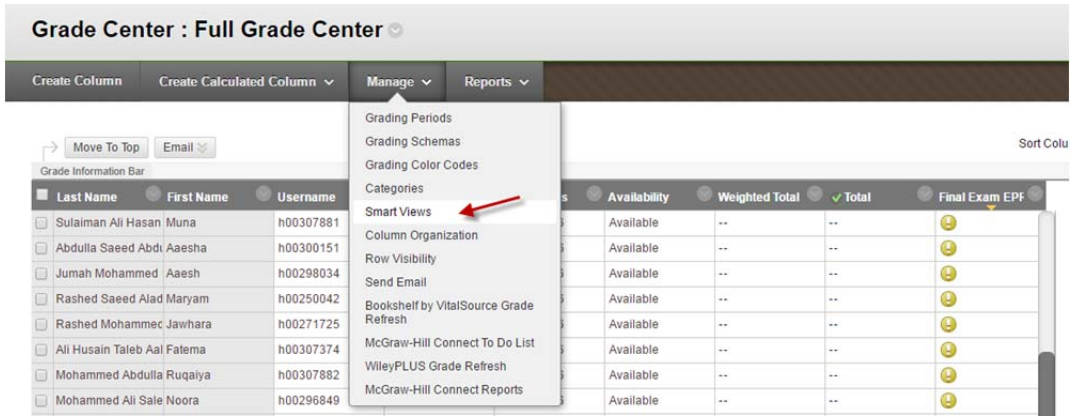 Grade Center : Full Grade Center
Create Column Create Calculated Column Manage Reports
Grading Periods
Grading Schemas
Grading Color Codes
Categories
Smart Views
Column Organization
Row Visibility
Send Email
Bookshelf by VitalSource Grade
Refresh
McGraw-Hill Connect To Do List
WileyPLUS Grade Refresh
McGraw-Hill Connect Reports
Move To Top Email Sort Colu
Grade Information Bar
Last Name First Name Username s Availability Weighted Total Total Final Exam EPF
Sulaiman Ali Hasan Muna h00307881 Available -- --
Abdulla Saeed Abdu Aaesha h00300151 Available -- --
Jumah Mohammed Aaesh h00298034 Available -- --
Rashed Saeed Alad Maryam h00250042 Available -- --
Rashed Mohammed Jawhara h00271725 Available -- --
Ali Husain Taleb Aal Fatema h00307374 Available -- --
Mohammed Abdulla Ruqaiya h00307882 Available -- --
Mohammed Ali Sale Noora h00296849 Available -- --